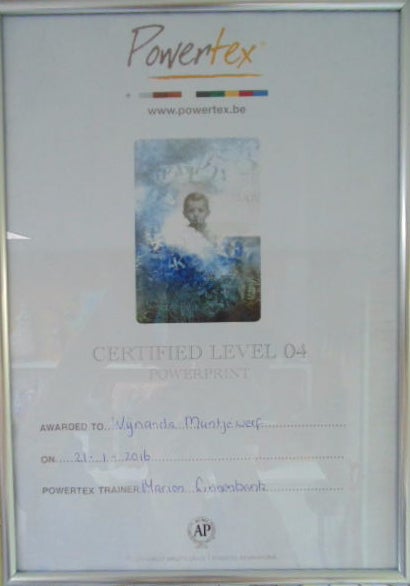 Powertex
www.powertex.be
CERTIFIED LEVEL 04
POWERPRINT
AWARDED TO Wijnanda Muntjewerf
ON 21-1-2016
POWERTEX TRAINER Marion
AP